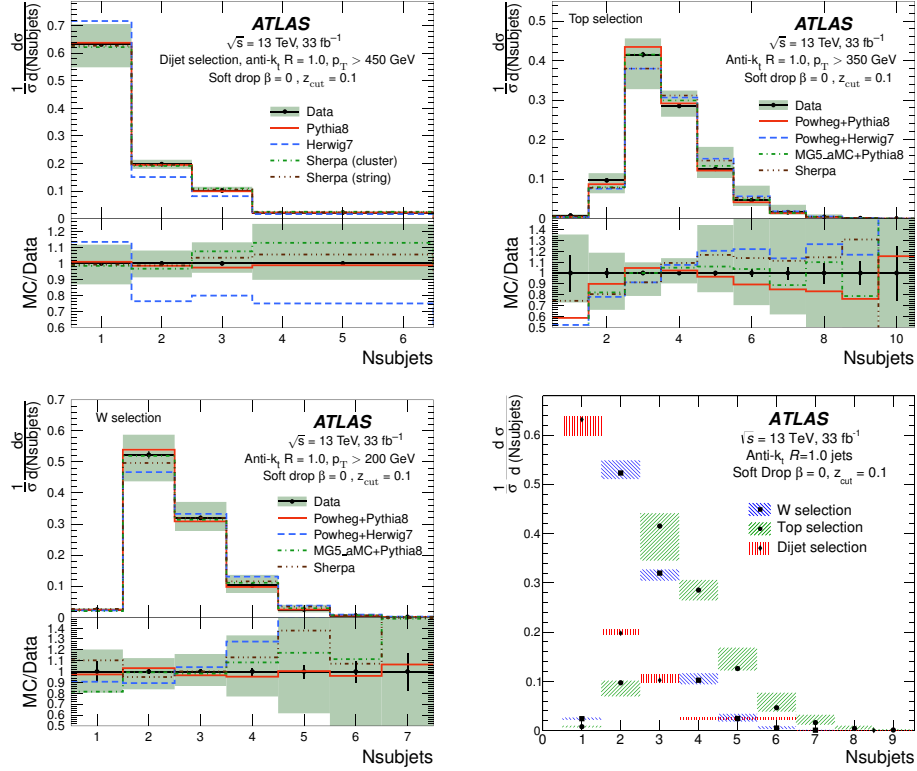 ATLAS
√s = 13 TeV, 33 fb⁻¹
Dijet selection, anti-kt R = 1.0, pT > 450 GeV
Soft drop β = 0 , zcut = 0.1
Data
Pythia8
Herwig7
Sherpa (cluster)
Sherpa (string)
1/σ dσ/d(Nsubjets)
0.7
0.6
0.5
0.4
0.3
0.2
0.1
0
MC/Data
1.2
1.1
1.0
0.9
0.8
0.7
0.6
1 2 3 4 5 6
Nsubjets
Top selection
ATLAS
√s = 13 TeV, 33 fb⁻¹
Anti-kt R = 1.0, pT > 350 GeV
Soft drop β = 0 , zcut = 0.1
Data
Powheg+Pythia8
Powheg+Herwig7
MG5_aMC+Pythia8
Sherpa
1/σ dσ/d(Nsubjets)
0.5
0.4
0.3
0.2
0.1
0
MC/Data
1.4
1.3
1.2
1.1
1.0
0.9
0.8
0.7
0.6
0.5
2 4 6 8 10
Nsubjets
W selection
ATLAS
√s = 13 TeV, 33 fb⁻¹
Anti-kt R = 1.0, pT > 200 GeV
Soft drop β = 0 , zcut = 0.1
Data
Powheg+Pythia8
Powheg+Herwig7
MG5_aMC+Pythia8
Sherpa
1/σ dσ/d(Nsubjets)
0.7
0.6
0.5
0.4
0.3
0.2
0.1
MC/Data
1.4
1.3
1.2
1.1
1.0
0.9
0.8
0.7
0.6
0.5
1 2 3 4 5 6 7
Nsubjets
ATLAS
√s = 13 TeV, 33 fb⁻¹
Anti-kt R=1.0 jets
Soft Drop β = 0, zcut = 0.1
W selection
Top selection
Dijet selection
1/σ d σ/d (Nsubjets)
0.6
0.5
0.4
0.3
0.2
0.1
0
0 1 2 3 4 5 6 7 8 9
Nsubjets